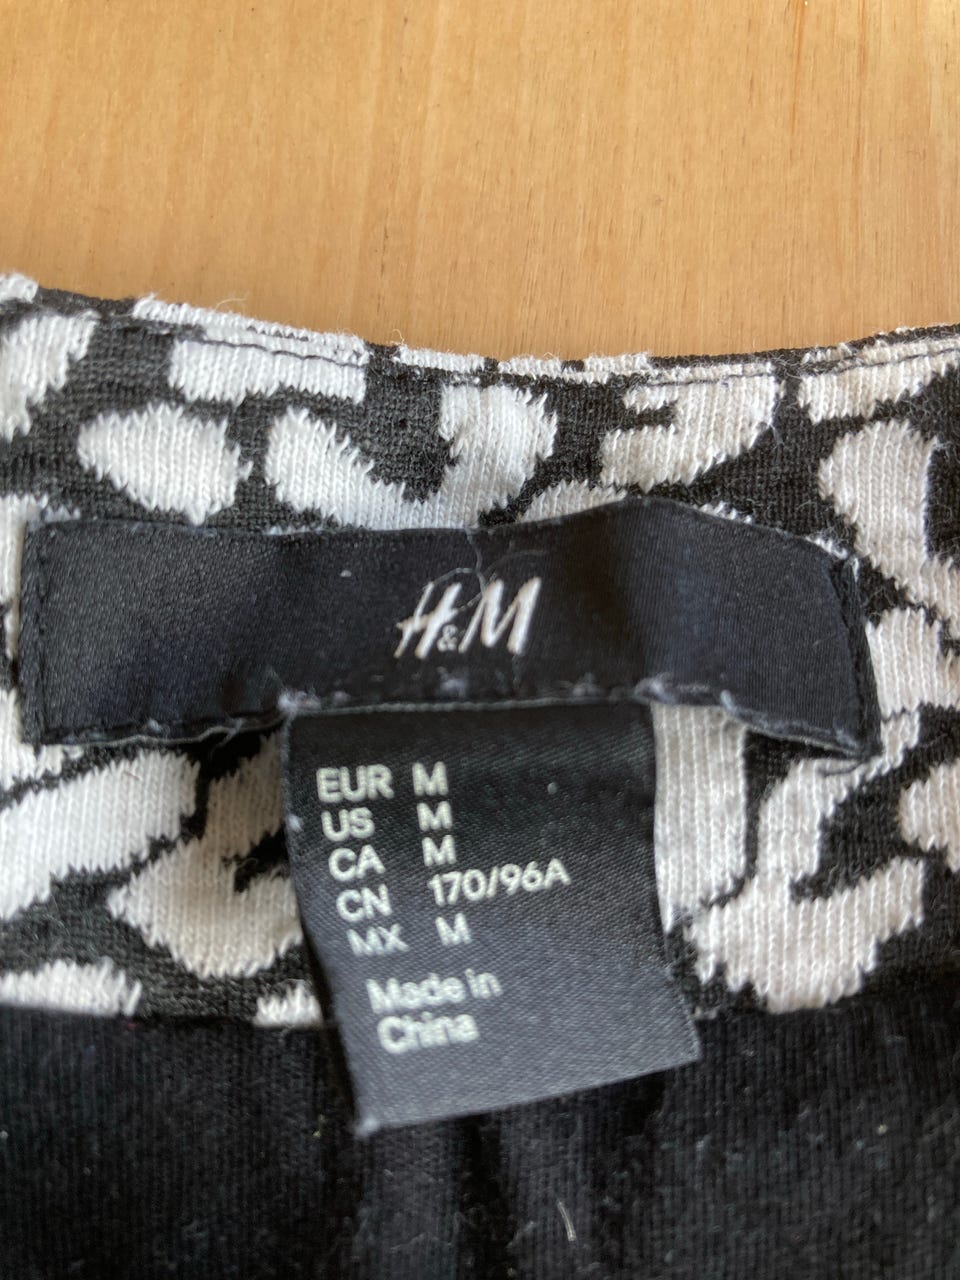 H&M
EUR M
US M
CA M
CN 170/96A
MX M
Made in
China